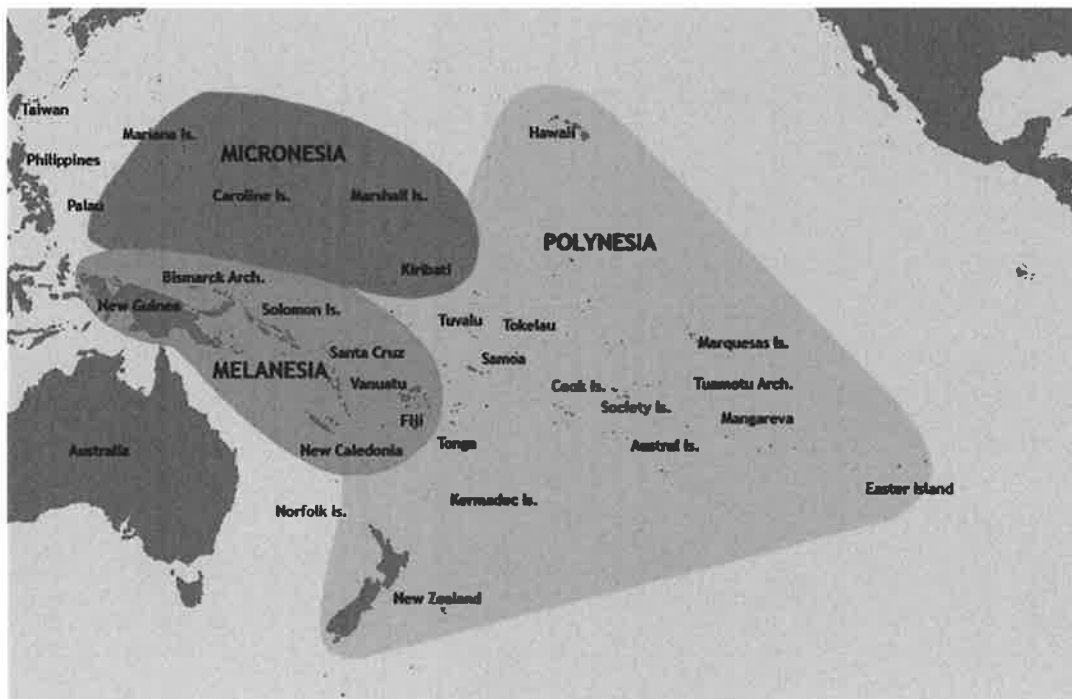 Taiwan
Mariana Is.
Hawaii
MICRONESIA
Philippines
Caroline Is.
Marshall Is.
Palau
POLYNESIA
Kiribati
Bismarck Arch.
New Guinea
Solomon Is.
Tuvalu
Tokelau
Marquesas Is.
Santa Cruz
Samoa
MELANESIA
Vanuatu
Cook Is.
Tuamotu Arch.
Society Is.
Fiji
Mangareva
Tonga
Austral Is.
Australia
New Caledonia
Easter Island
Kermadec Is.
Norfolk Is.
New Zealand